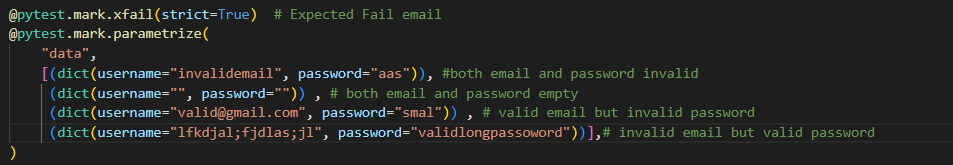 @pytest.mark.xfail(strict=True)  # Expected Fail email
@pytest.mark.parametrize(
    "data",
    [(dict(username="invalidemail", password="aas")), #both email and password invalid
     (dict(username="", password="")) , # both email and password empty
     (dict(username="valid@gmail.com", password="smal")) , # valid email but invalid password
     (dict(username="lfkdjal;fjdlas;jl", password="validlongpassoword"))],# invalid email but valid password
)